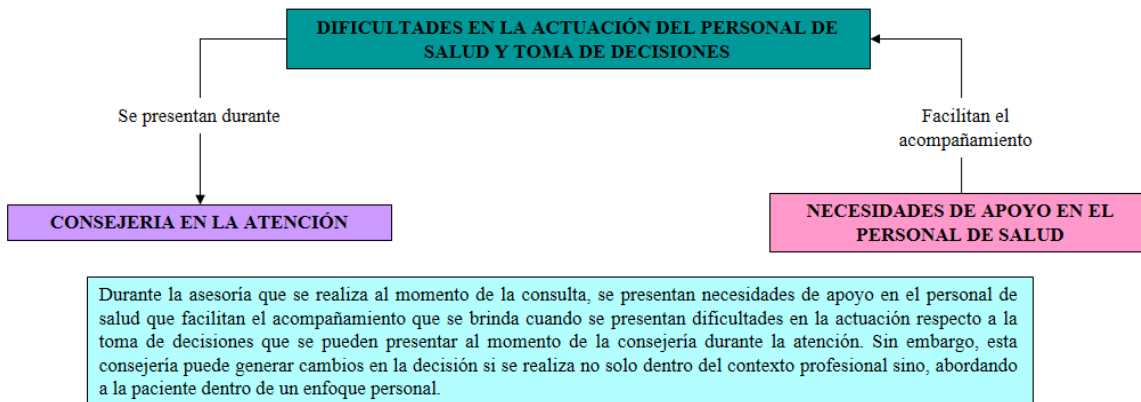 DIFICULTADES EN LA ACTUACIÓN DEL PERSONAL DE
SALUD Y TOMA DE DECISIONES
Se presentan durante
Facilitan el
acompañamiento
CONSEJERIA EN LA ATENCIÓN
NECESIDADES DE APOYO EN EL
PERSONAL DE SALUD
Durante la asesoría que se realiza al momento de la consulta, se presentan necesidades de apoyo en el personal de
salud que facilitan el acompañamiento que se brinda cuando se presentan dificultades en la actuación respecto a la
toma de decisiones que se pueden presentar al momento de la consejería durante la atención. Sin embargo, esta
consejería puede generar cambios en la decisión si se realiza no solo dentro del contexto profesional sino, abordando
a la paciente dentro de un enfoque personal.